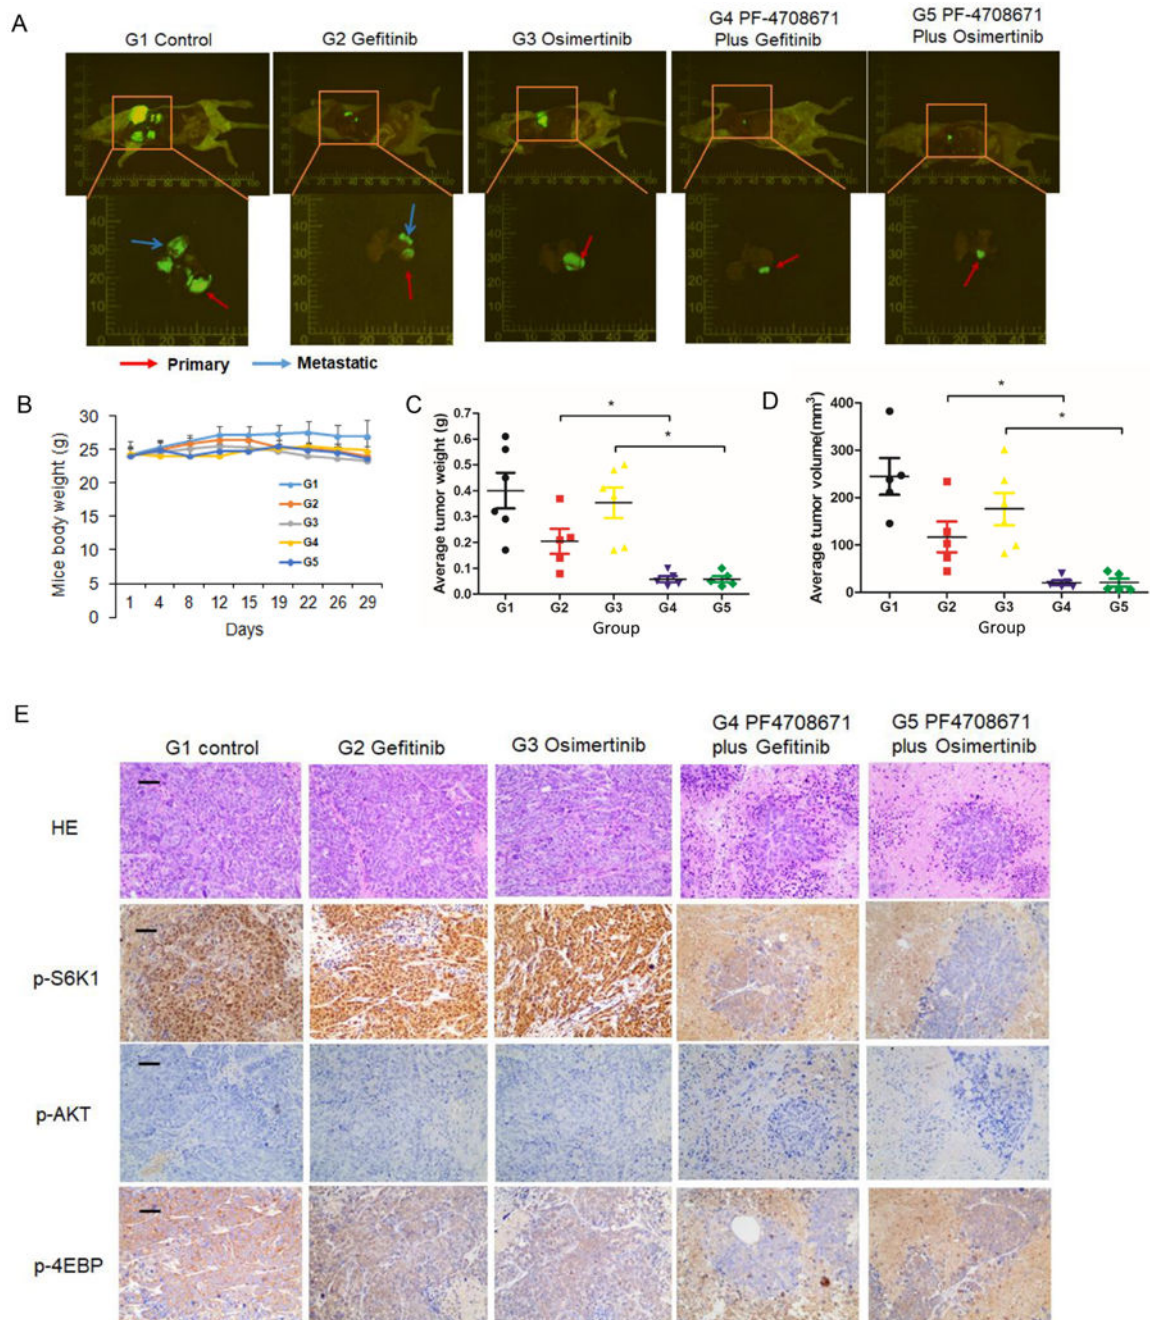 A
G1 Control
G2 Gefitinib
G3 Osimertinib
G4 PF-4708671
Plus Gefitinib
G5 PF-4708671
Plus Osimertinib
Primary
Metastatic
B
Mice body weight (g)
30
25
20
15
10
5
0
1 4 8 12 15 19 22 26 29
Days
G1
G2
G3
G4
G5
C
Average tumor weight (g)
0.7
0.6
0.5
0.4
0.3
0.2
0.1
0.0
*
*
G1 G2 G3 G4 G5
Group
D
Average tumor volume(mm3)
400
300
200
100
0
*
*
G1 G2 G3 G4 G5
Group
E
G1 control
G2 Gefitinib
G3 Osimertinib
G4 PF4708671
plus Gefitinib
G5 PF4708671
plus Osimertinib
HE
p-S6K1
p-AKT
p-4EBP